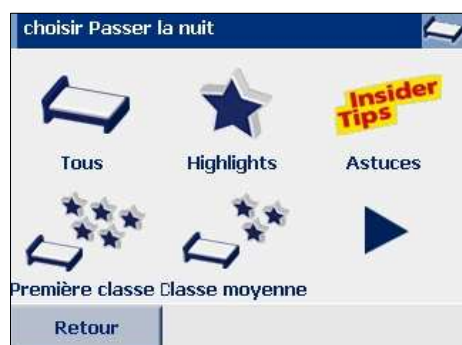 choisir Passer la nuit
Insider
Tips
Tous
Highlights
Astuces
Première classe
Classe moyenne
Retour